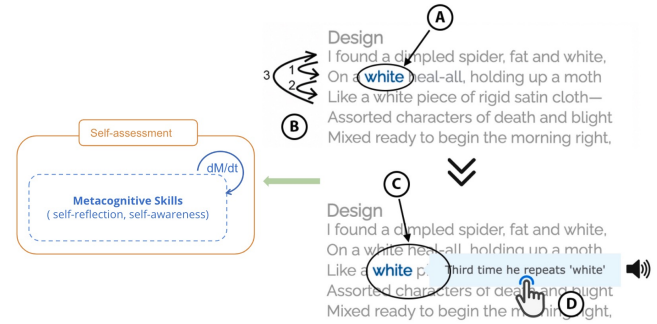 A
Design
I found a dimpled spider, fat and white,
On a white heal-all, holding up a moth
Like a white piece of rigid satin cloth—
Assorted characters of death and blight
Mixed ready to begin the morning right,
1
2
3
B
Self-assessment
dM/dt
Metacognitive Skills
( self-reflection, self-awareness)
C
Design
I found a dimpled spider, fat and white,
On a white heal-all, holding up a moth
Like a white p
Third time he repeats 'white'
Assorted characters of death and blight
Mixed ready to begin the morning right,
D